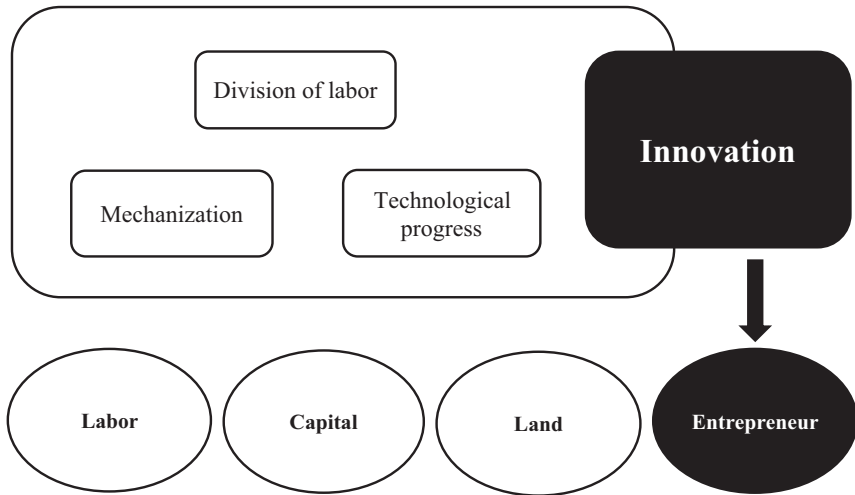 Division of labor
Innovation
Mechanization
Technological
progress
Labor
Capital
Land
Entrepreneur